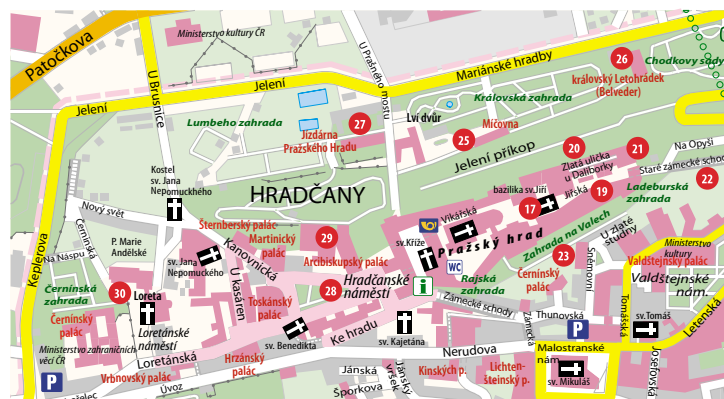 Patočkova
Ministerstvo kultury ČR
U Brusnice
U Prašného mostu
Mariánské hradby
26
Chodkovy sady
královský Letohrádek
(Belveder)
Jelení
Jelení
Lumbeho zahrada
27
Jízdárna
Pražského Hradu
Lví dvůr
Královská zahrada
Míčovna
25
Jelení příkop
20
21
Na Opyši
Zlatá ulička
u Daliborky
Staré zámecké schody
22
Kostel
sv. Jana
Nepomuckhého
HRADČANY
bazilika sv.Jiří
Jiřská
19
Ladeburská
zahrada
17
Vikářská
Nový svět
Šternberský palác
Martinický
palác
29
Arcibiskupský palác
sv.Kříže
Pražský hrad
Zahrada na Valech
U zlaté
studny
Keplerova
Černínská
P. Marie
Andělské
Na Náspu
sv. Jana
Nepomuckého
Kanovnická
WC
23
Černínský
palác
Sněmovní
Ministerstvo
kultury
Valdštejnský palác
Valdštejnské
nám.
Rajská
zahrada
Černínská
zahrada
30
Loreta
U kasáren
Toskánský
palác
28
Hradčanské
náměstí
i
Zámecké schody
Zámecká
Thunovská
Tomášská
Letenská
Černínský
palác
Loretánské
náměstí
sv. Benedikta
Ke hradu
sv. Kajetána
P
sv.Tomáš
Ministerstvo zahraničních
věcí ČR
Loretánská
Hrzánský
palác
Nerudova
Malostranské
nám.
Josefovská
P
Vrbnovský palác
Úvoz
Jánská
Šporkova
Jánský
vršek
Kinských p.
Lichten-
šteinský p.
sv. Mikuláš